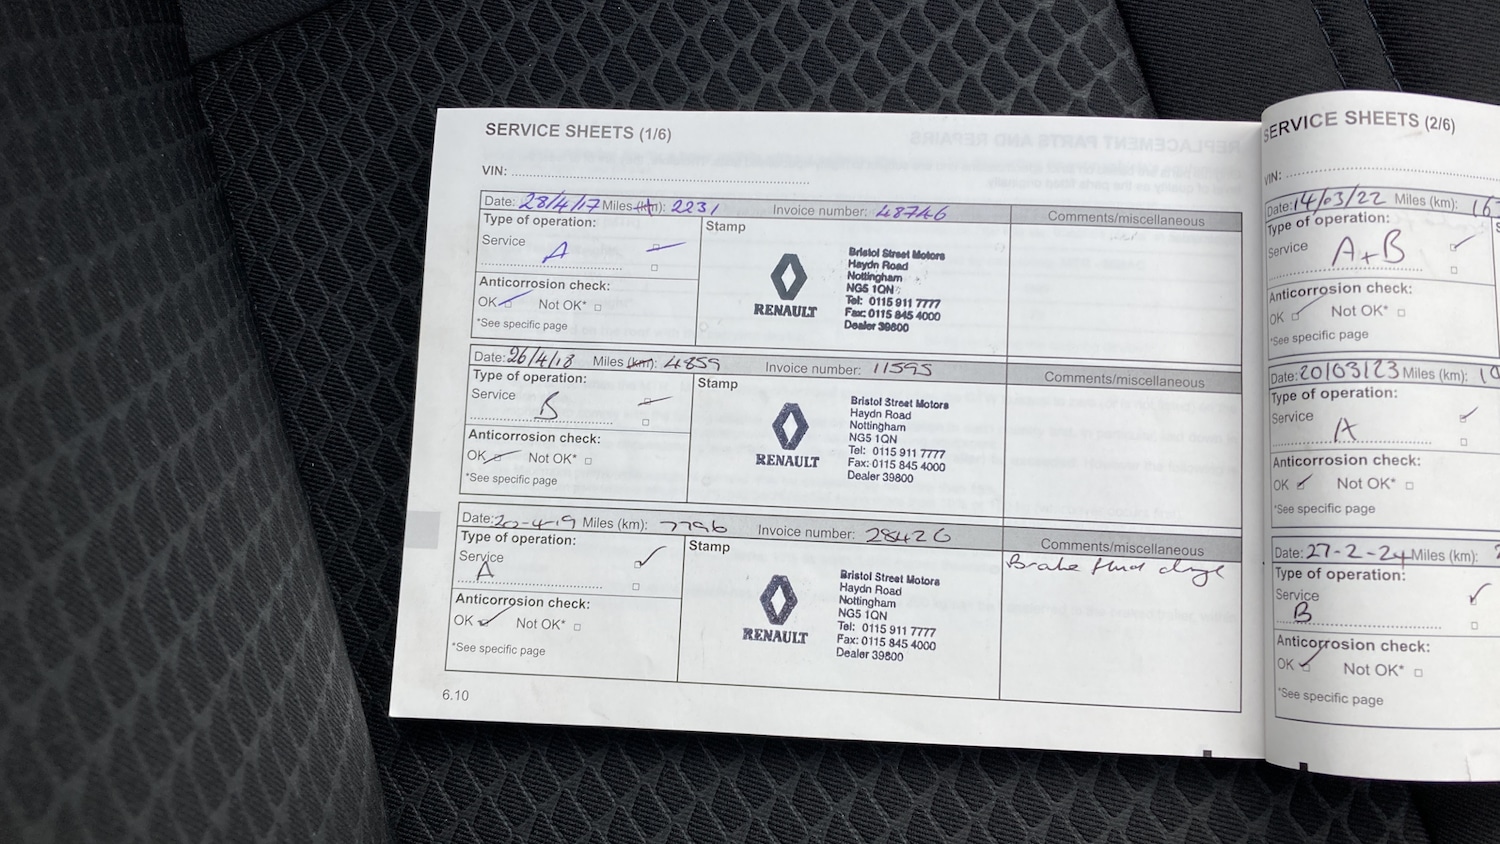 SERVICE SHEETS (1/6)
VIN:
Date: 28/4/17 Miles (km): 2231 Invoice number: 48746 Comments/miscellaneous
Type of operation:
Service A
Stamp
RENAULT
Bristol Street Motors
Haydn Road
Nottingham
NG5 1QN
Tel: 0115 911 7777
Fax: 0115 845 4000
Dealer 39800
Anticorrosion check:
OK Not OK*
*See specific page
Date: 26/4/18 Miles (km): 4859 Invoice number: 11595 Comments/miscellaneous
Type of operation:
Service B
Stamp
RENAULT
Bristol Street Motors
Haydn Road
Nottingham
NG5 1QN
Tel: 0115 911 7777
Fax: 0115 845 4000
Dealer 39800
Anticorrosion check:
OK Not OK*
*See specific page
Date: 20-4-19 Miles (km): 7796 Invoice number: 28426 Comments/miscellaneous
Type of operation:
Service
A
Stamp
RENAULT
Bristol Street Motors
Haydn Road
Nottingham
NG5 1QN
Tel: 0115 911 7777
Fax: 0115 845 4000
Dealer 39800
Brake fluid change
Anticorrosion check:
OK Not OK*
*See specific page
6.10
SERVICE SHEETS (2/6)
VIN:
Date: 14/03/22 Miles (km):
Type of operation:
Service A+B
Anticorrosion check:
OK Not OK*
*See specific page
Date: 20/03/23 Miles (km):
Type of operation:
Service
A
Anticorrosion check:
OK Not OK*
*See specific page
Date: 27-2-24 Miles (km):
Type of operation:
Service
B
Anticorrosion check:
OK Not OK*
*See specific page